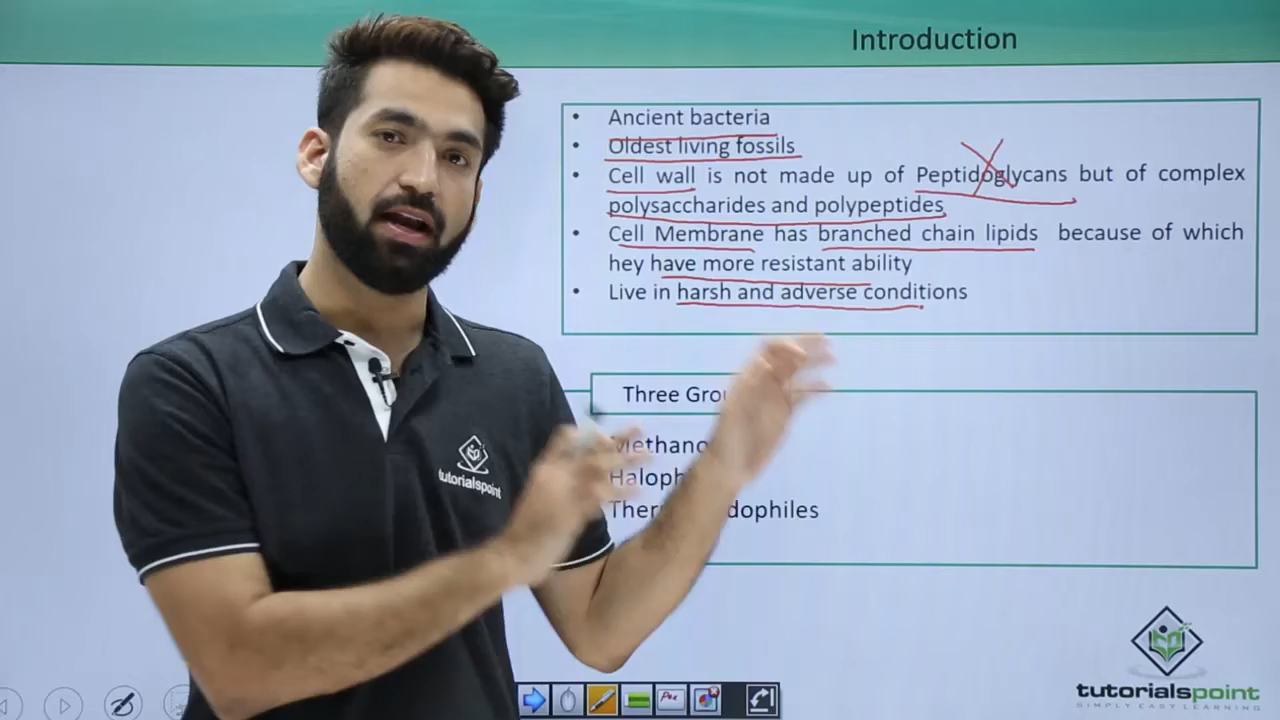 Introduction
• Ancient bacteria
• Oldest living fossils
• Cell wall is not made up of Peptidoglycans but of complex
polysaccharides and polypeptides
• Cell Membrane has branched chain lipids because of which
hey have more resistant ability
• Live in harsh and adverse conditions
Three
tutorialspoint
Pen
tutorialspoint
SIMPLY EASY LEARNING